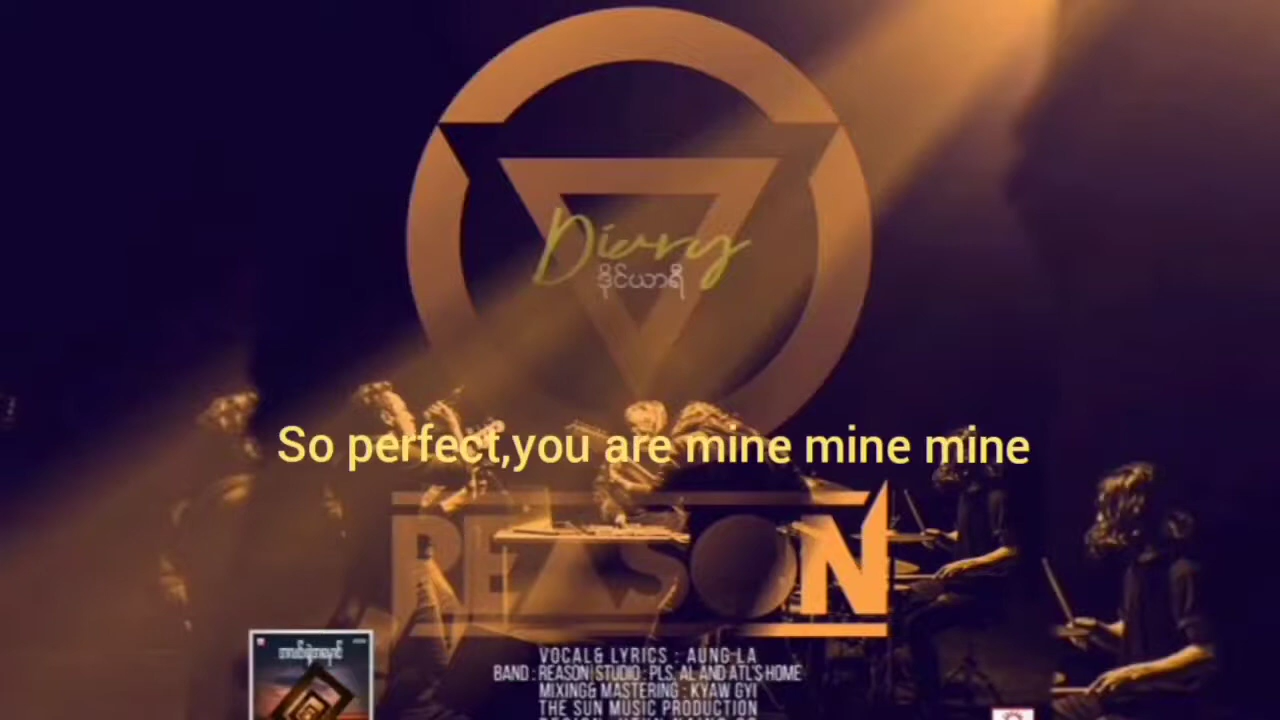 Diary
ဒိုင်ယာရီ
So perfect,you are mine mine mine
REASON
VOCAL& LYRICS : AUNG LA
BAND : REASON | STUDIO : PLS, AL AND ATL'S HOME
MIXING& MASTERING : KYAW GYI
THE SUN MUSIC PRODUCTION